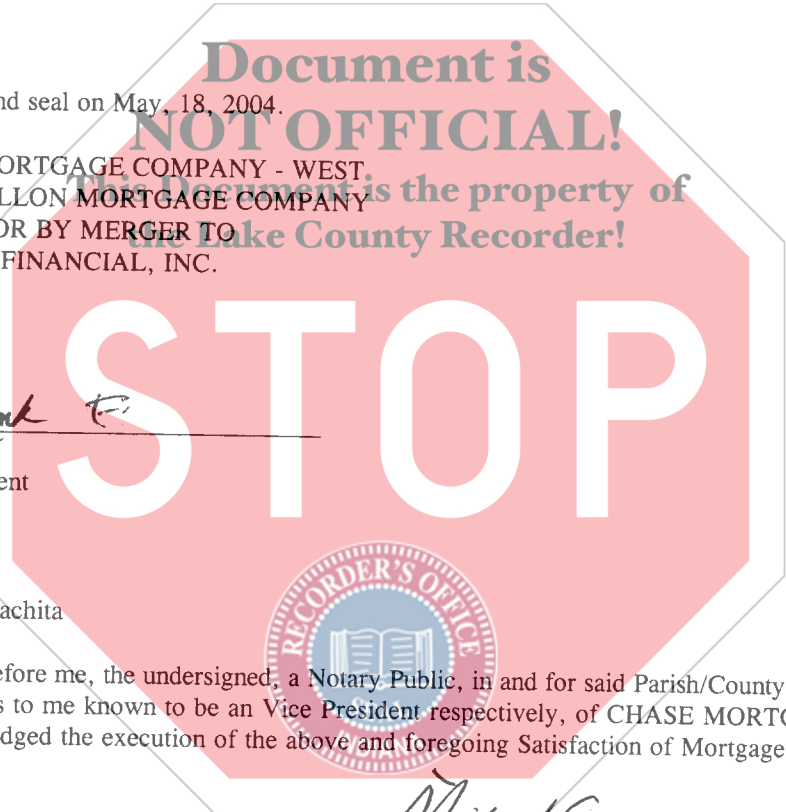 Document is
nd seal on May, 18, 2004.
NOT OFFICIAL!
ORTGAGE COMPANY - WEST
This Document is the property of
LLON MORTGAGE COMPANY
OR BY MERGER TO
the Lake County Recorder!
FINANCIAL, INC.
STOP
ent
RECORDER'S OFFICE
achita
efore me, the undersigned, a Notary Public, in and for said Parish/County
s to me known to be an Vice President respectively, of CHASE MORTG
dged the execution of the above and foregoing Satisfaction of Mortgage
INDIANA